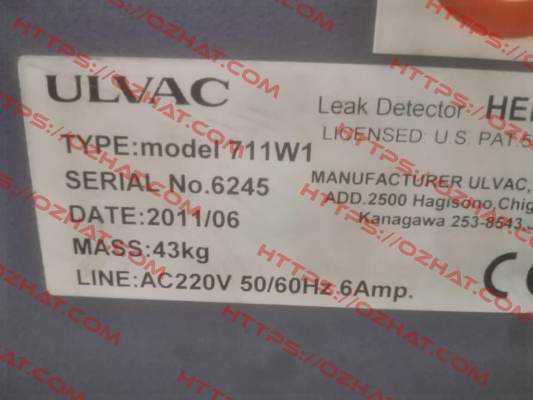 ULVAC
Leak Detector HE
TYPE:model 711W1
LICENSED U.S. PAT.5
SERIAL No.6245
MANUFACTURER ULVAC,
DATE:2011/06
ADD.2500 Hagisono,Chig
Kanagawa 253-8543,J
MASS:43kg
LINE:AC220V 50/60Hz 6Amp.
CE
HTTPS://OZHAT.COM